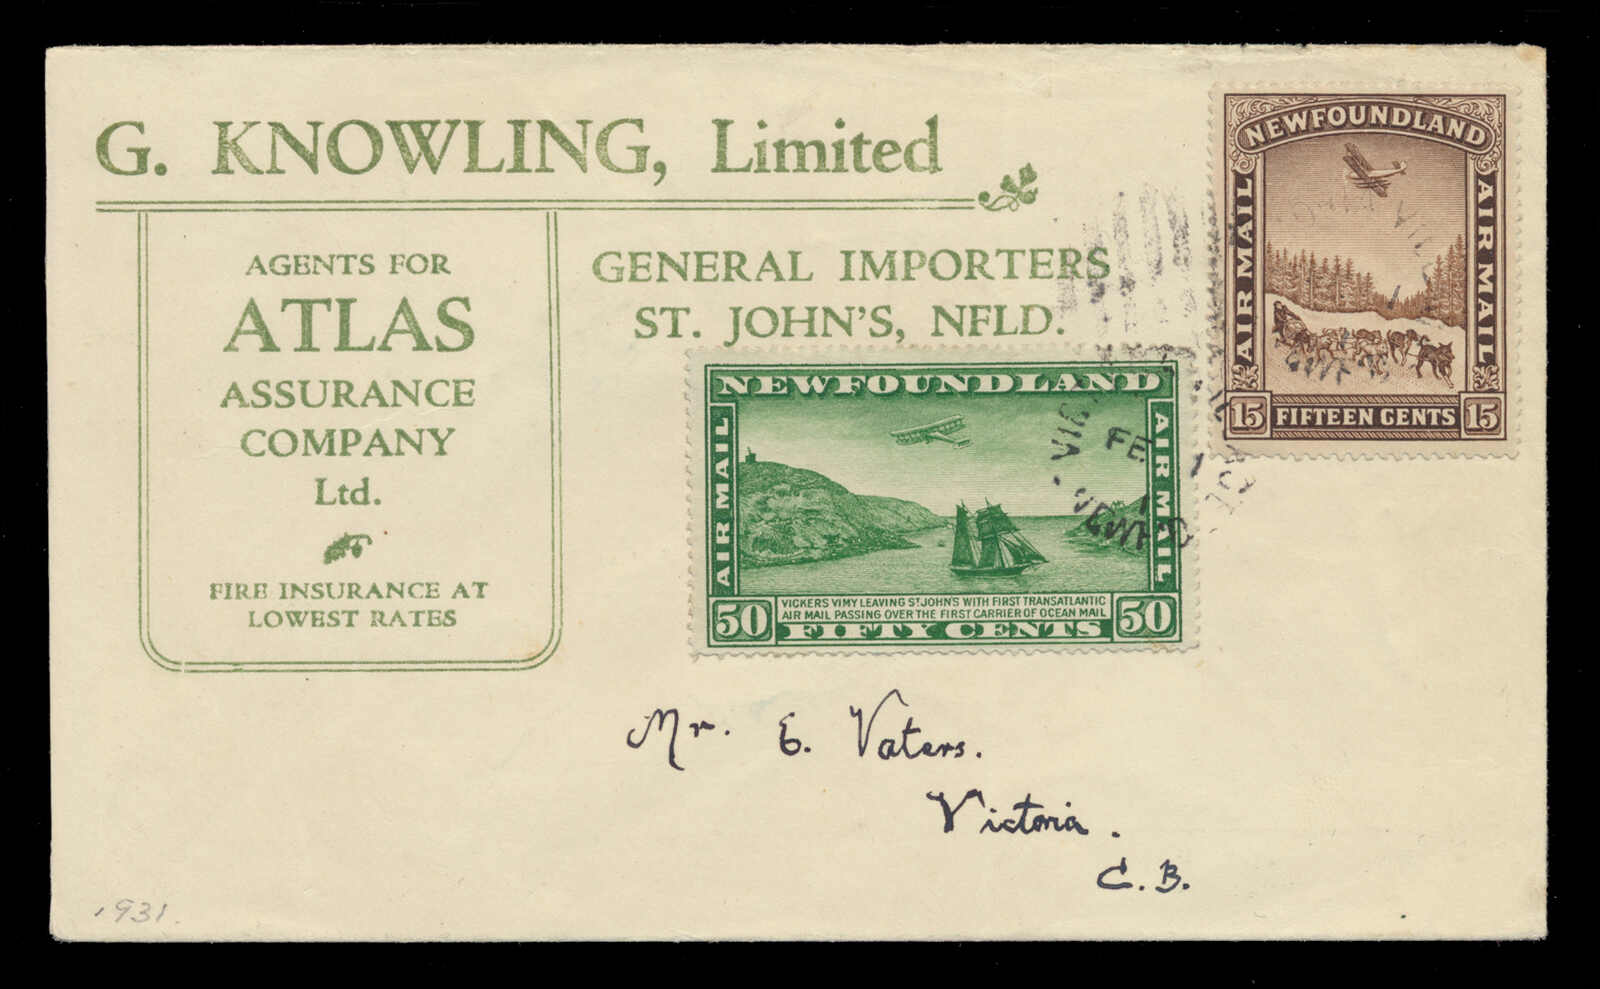 G. KNOWLING, Limited
AGENTS FOR
ATLAS
ASSURANCE
COMPANY
Ltd.
FIRE INSURANCE AT
LOWEST RATES
GENERAL IMPORTERS
ST. JOHN'S, NFLD.
NEWFOUNDLAND
AIR MAIL
AIR MAIL
15 FIFTEEN CENTS 15
NEWFOUNDLAND
AIR MAIL
AIR MAIL
VICKERS VIMY LEAVING ST JOHN'S WITH FIRST TRANSATLANTIC
AIR MAIL PASSING OVER THE FIRST CARRIER OF OCEAN MAIL
50 FIFTY CENTS 50
FE
Mr. E. Vaters.
Victoria.
C. B.
1931.